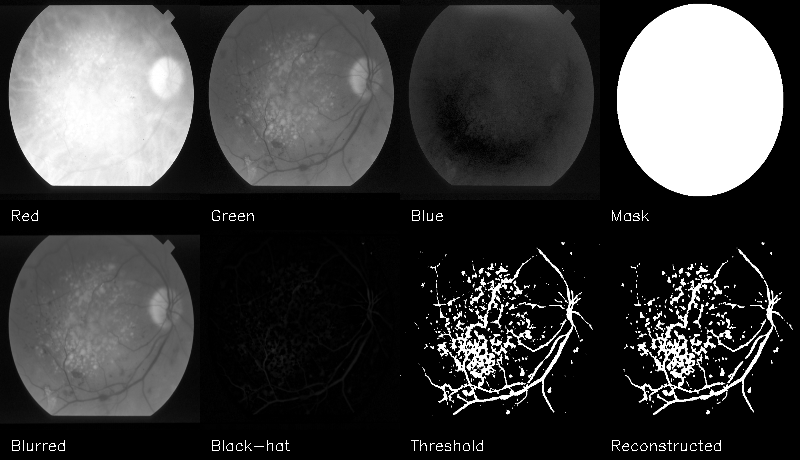 Red
Green
Blue
Mask
Blurred
Black-hat
Threshold
Reconstructed